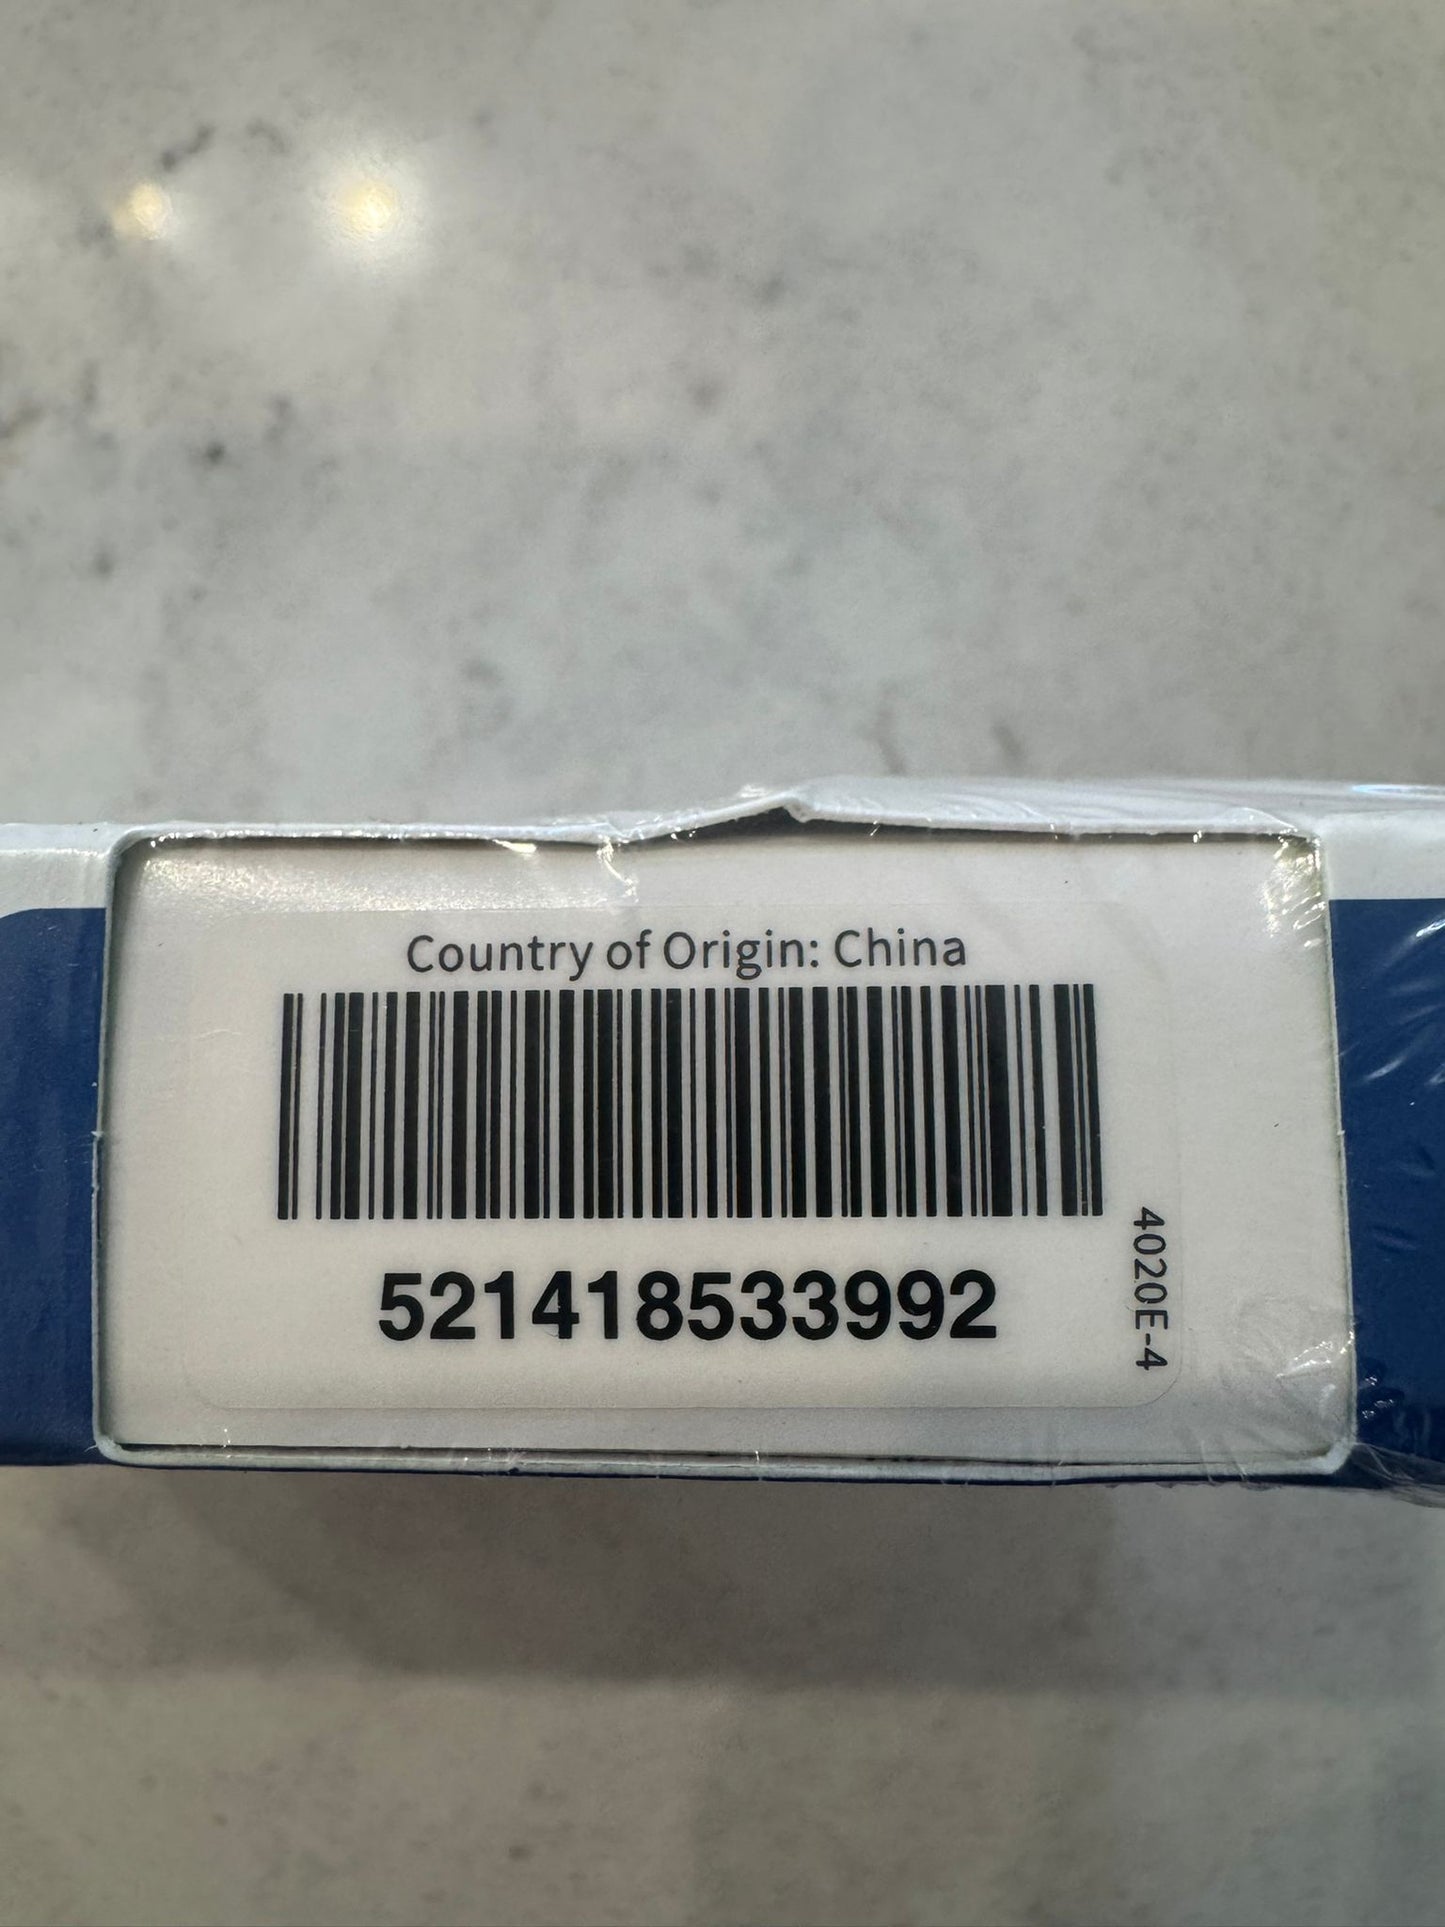 Country of Origin: China
521418533992
4020E-4